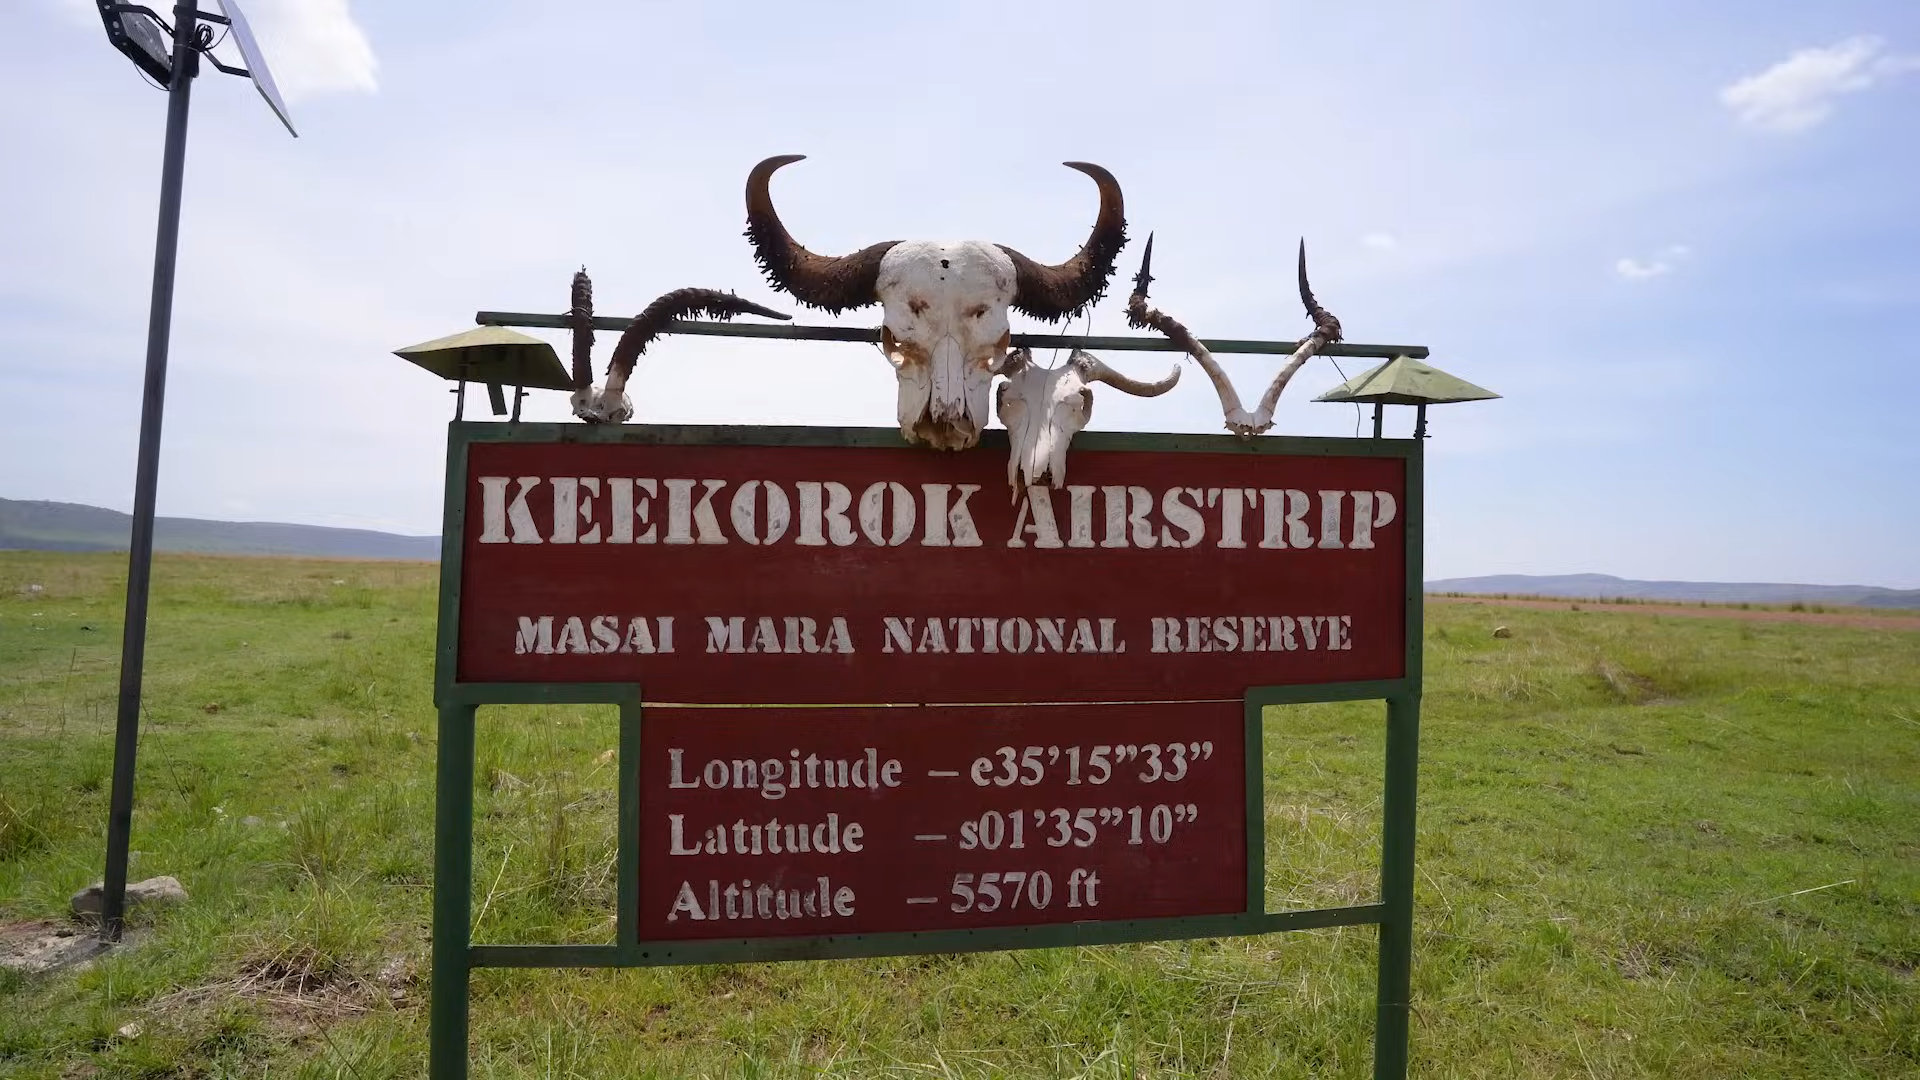 KEEKOROK AIRSTRIP
MASAI MARA NATIONAL RESERVE
Longitude – e35’15”33”
Latitude – s01’35”10”
Altitude – 5570 ft